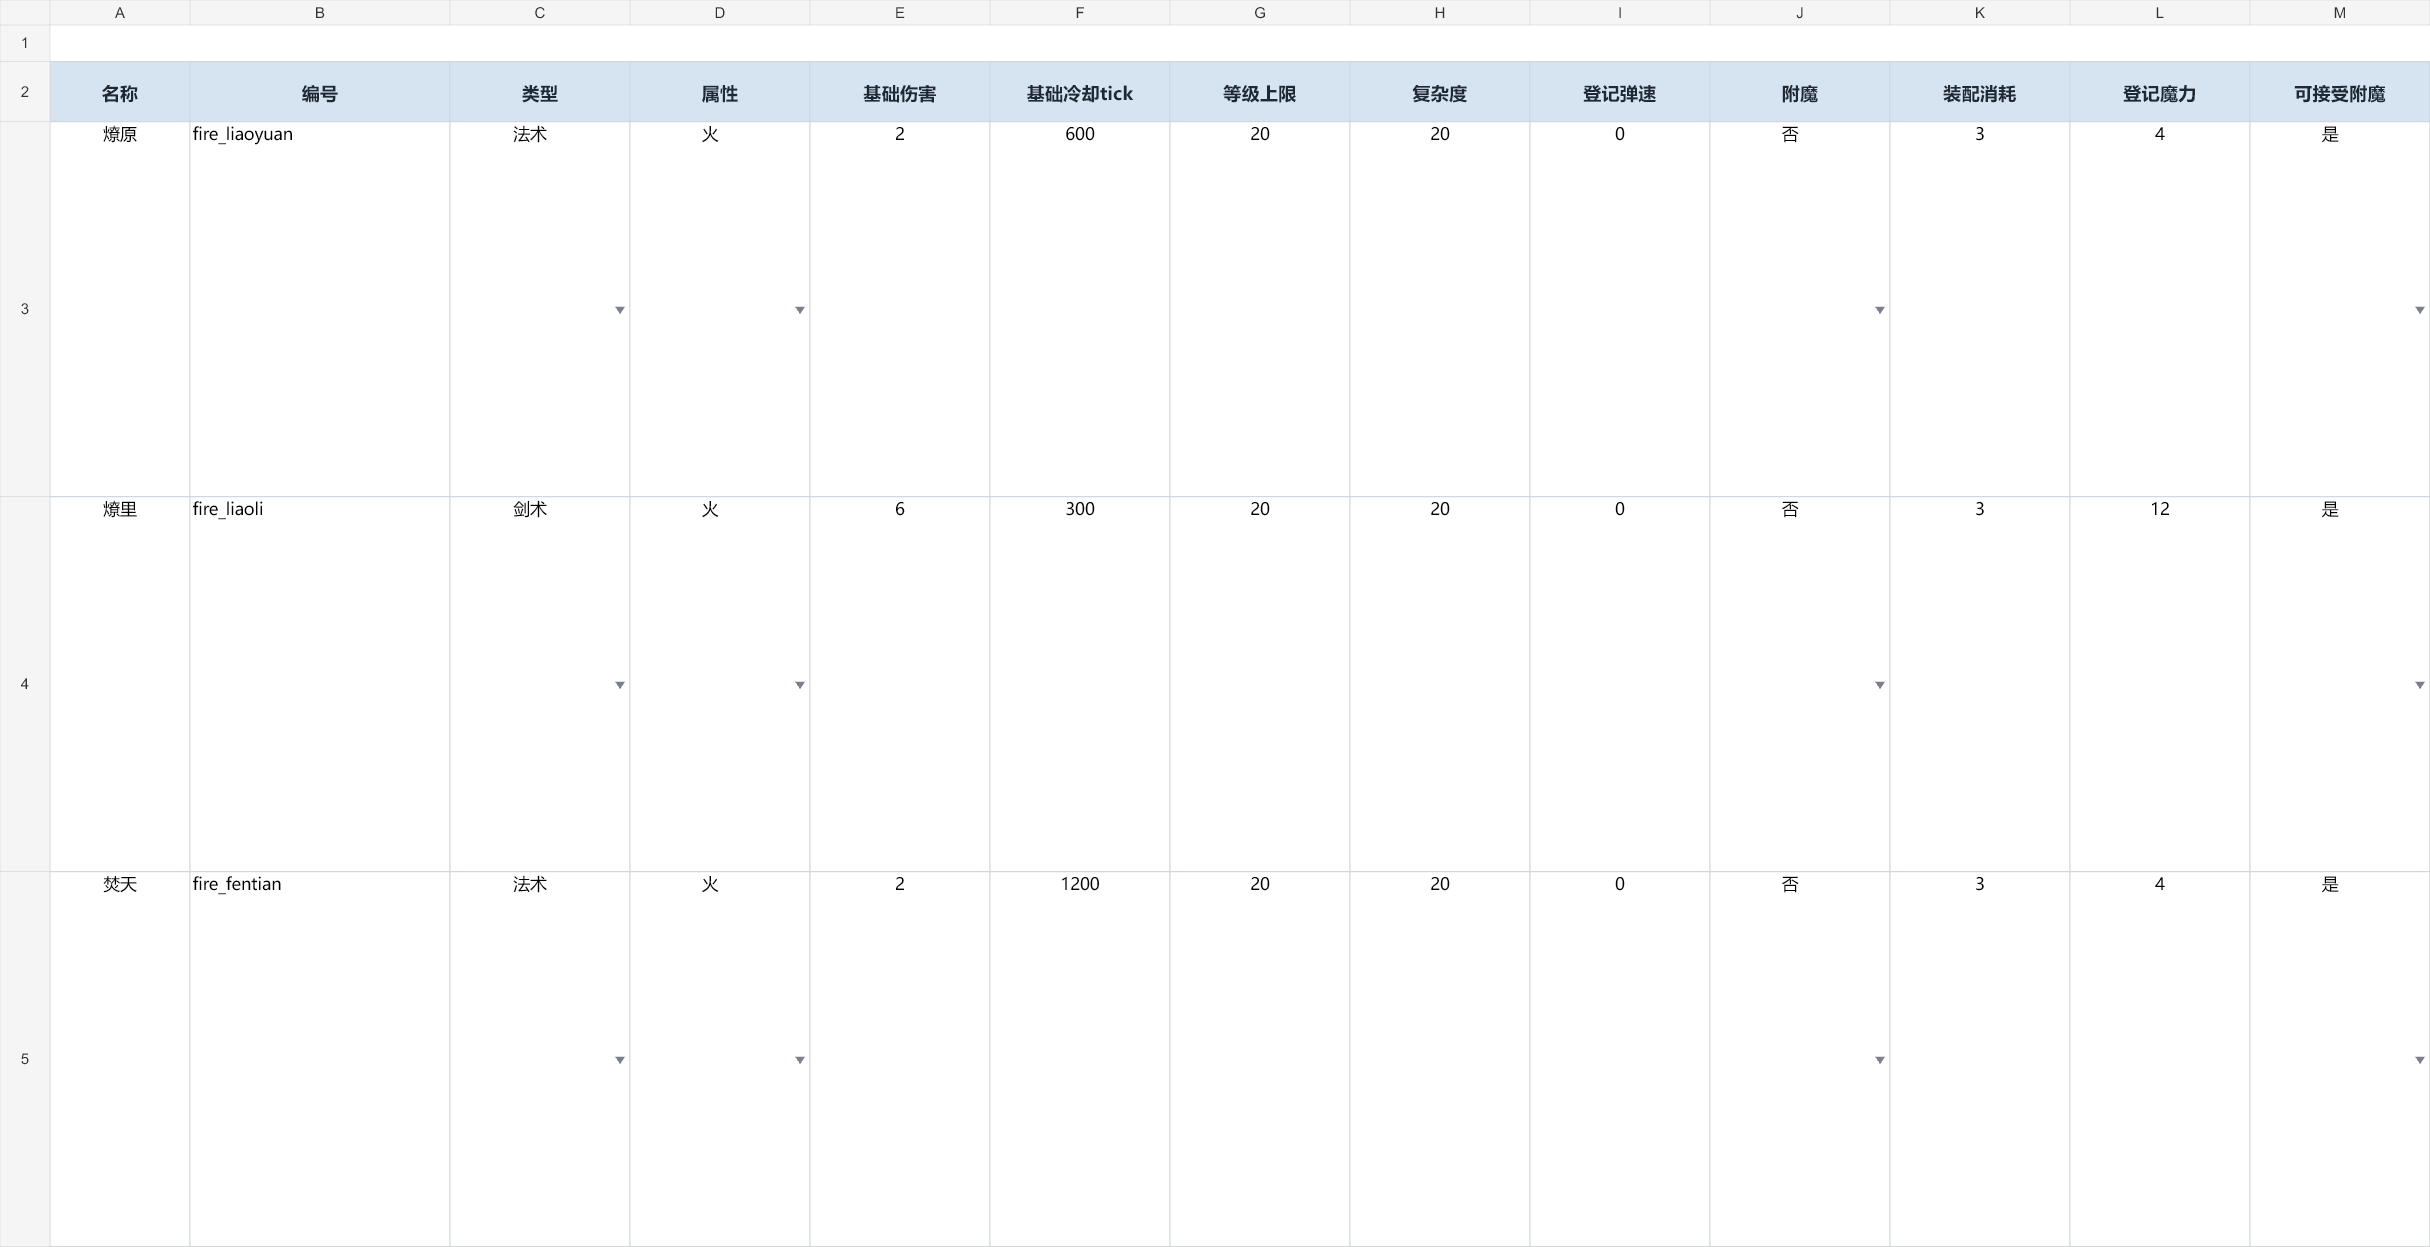 A B C D E F G H I J K L M
1
2 名称 编号 类型 属性 基础伤害 基础冷却tick 等级上限 复杂度 登记弹速 附魔 装配消耗 登记魔力 可接受附魔
燎原 fire_liaoyuan 法术 火 2 600 20 20 0 否 3 4 是
3
燎里 fire_liaoli 剑术 火 6 300 20 20 0 否 3 12 是
4
焚天 fire_fentian 法术 火 2 1200 20 20 0 否 3 4 是
5